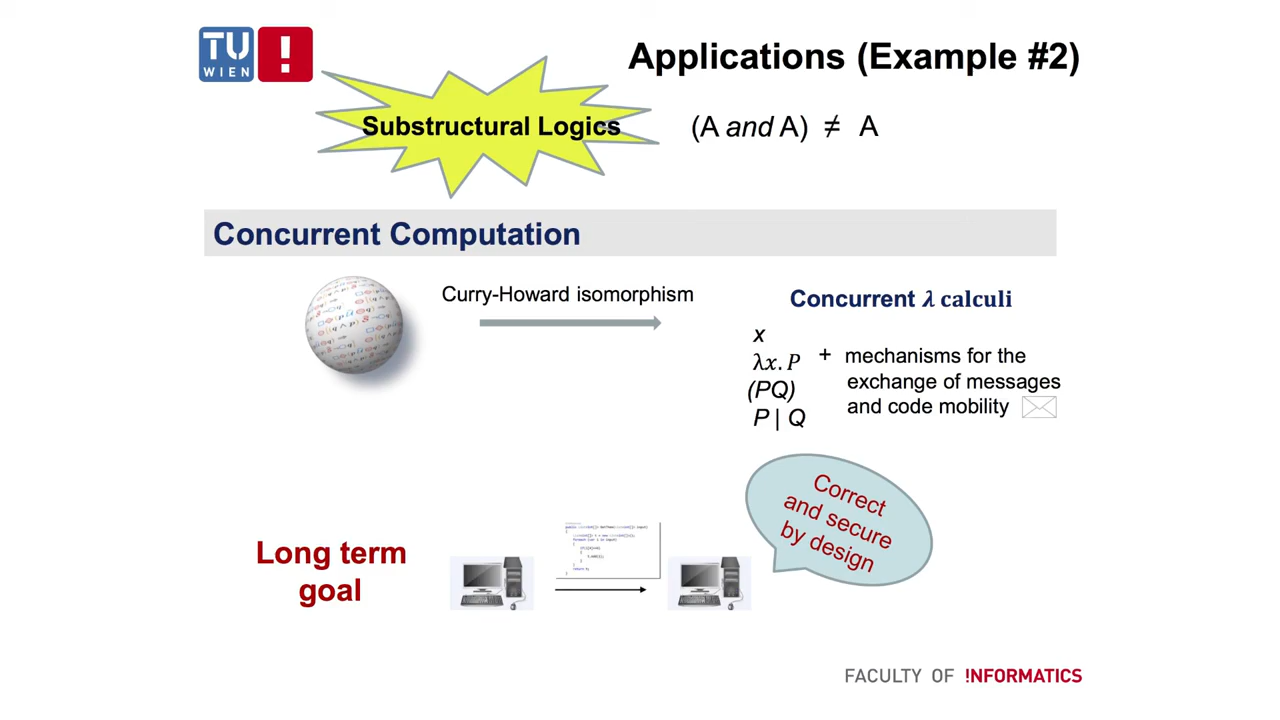 TU
WIEN
!
Applications (Example #2)
Substructural Logics
(A and A) ≠ A
Concurrent Computation
Curry-Howard isomorphism
Concurrent λ calculi
x
λx. P
(PQ)
P | Q
+ mechanisms for the
exchange of messages
and code mobility
Correct
and secure
by design
Long term
goal
FACULTY OF !NFORMATICS